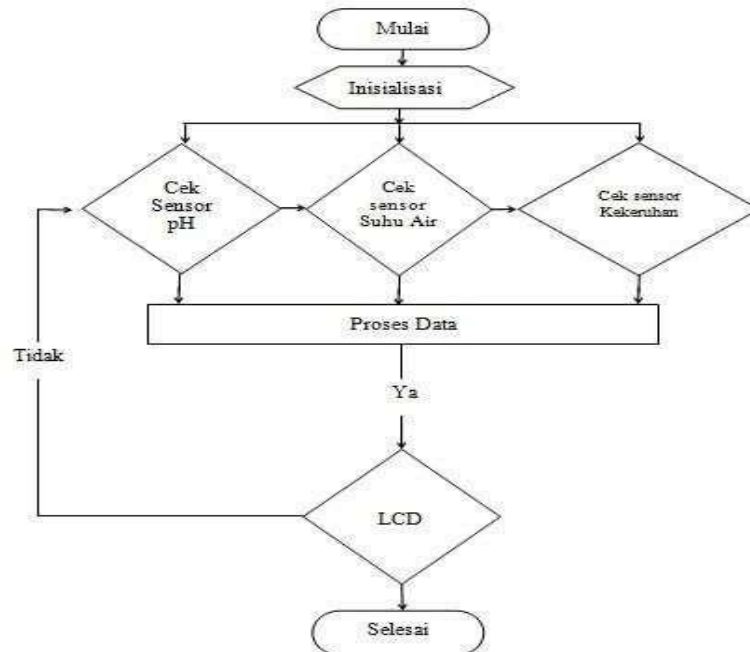 Mulai
Inisialisasi
Cek
Sensor
pH
Cek
sensor
Suhu Air
Cek sensor
Kekeruhan
Proses Data
Tidak
Ya
LCD
Selesai